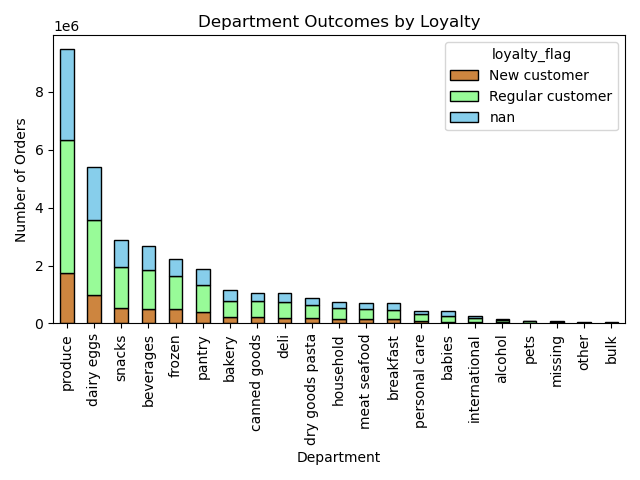 Department Outcomes by Loyalty
1e6
loyalty_flag
New customer
Regular customer
nan
Number of Orders
8
6
4
2
0
produce
dairy eggs
snacks
beverages
frozen
pantry
bakery
canned goods
deli
dry goods pasta
household
meat seafood
breakfast
personal care
babies
international
alcohol
pets
missing
other
bulk
Department